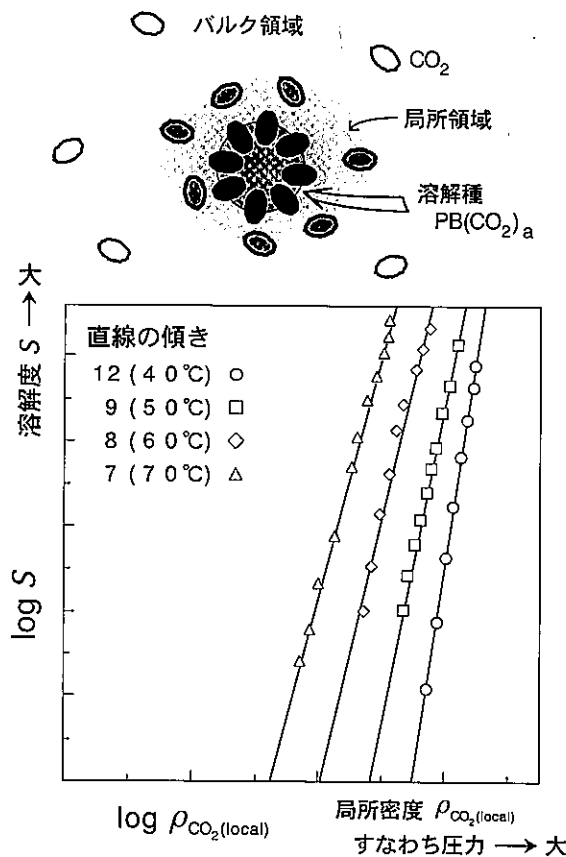 バルク領域
CO2
局所領域
溶解種
PB(CO2)a
溶解度 S → 大
log S
直線の傾き
12 (40℃) ○
9 (50℃) □
8 (60℃) ◇
7 (70℃) △
log ρCO2(local)
局所密度 ρCO2(local)
すなわち圧力 → 大